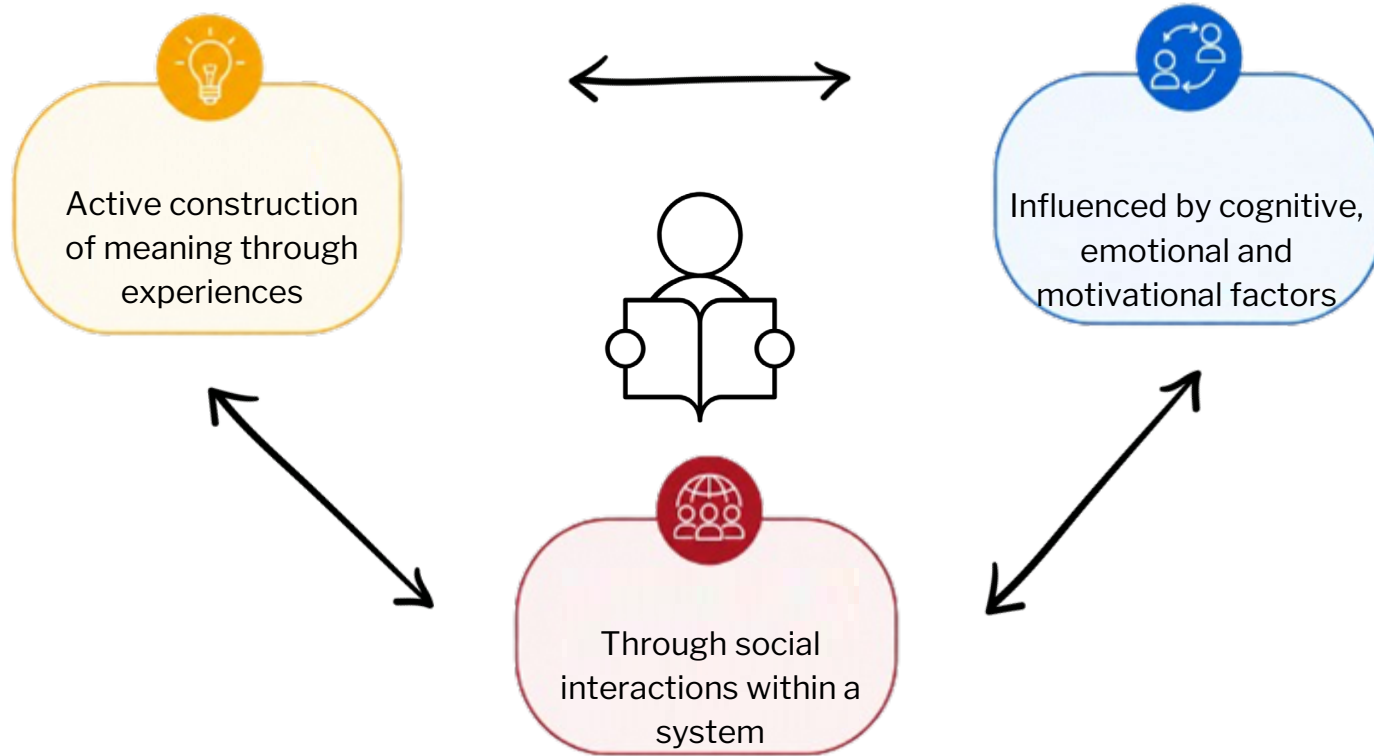 Active construction
of meaning through
experiences
Influenced by cognitive,
emotional and
motivational factors
Through social
interactions within a
system